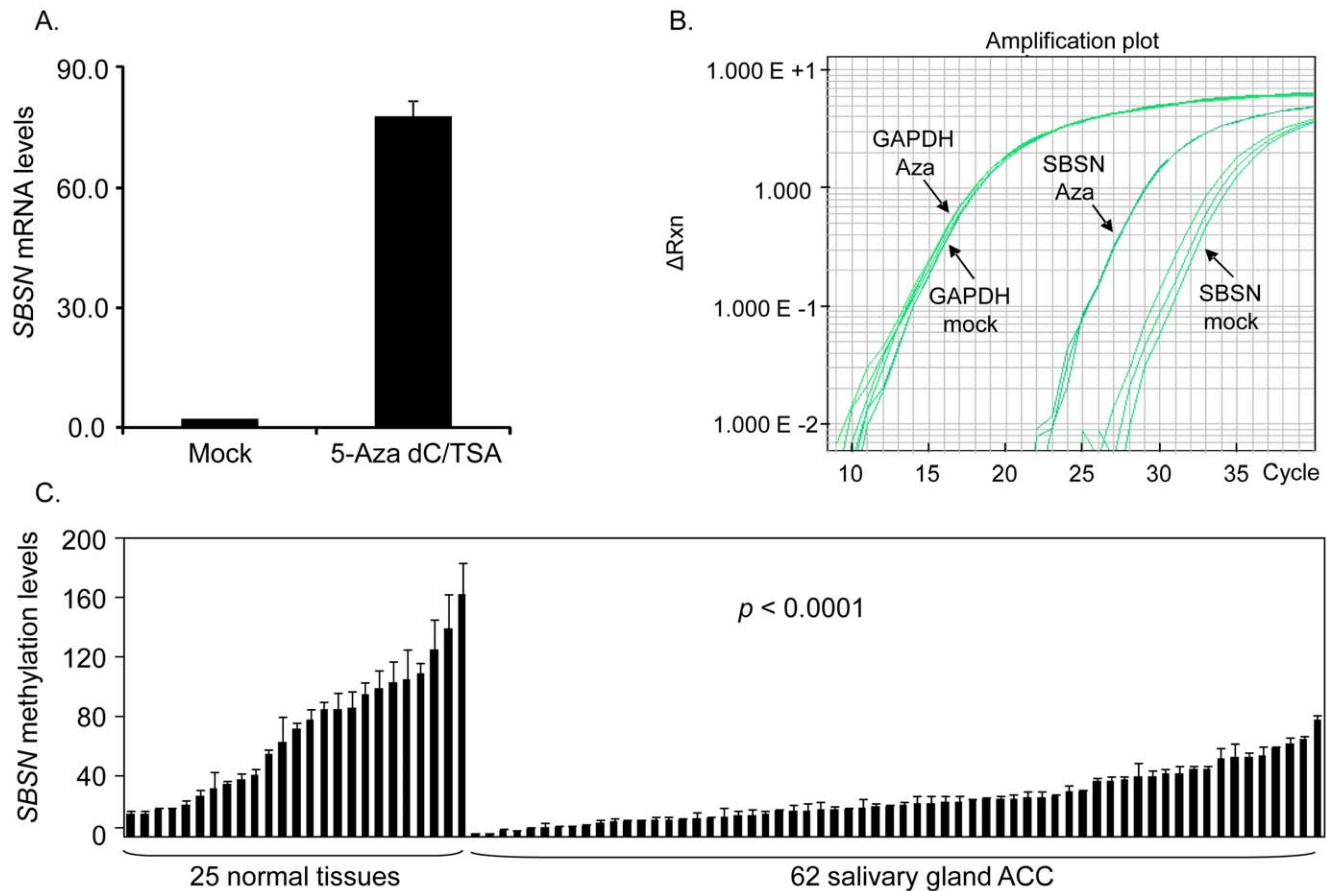 A.
SBSN mRNA levels
90.0
60.0
30.0
0.0
Mock
5-Aza dC/TSA
B.
Amplification plot
ΔRxn
1.000 E +1
1.000
1.000 E -1
1.000 E -2
GAPDH
Aza
SBSN
Aza
GAPDH
mock
SBSN
mock
10 15 20 25 30 35 Cycle
C.
SBSN methylation levels
200
160
120
80
40
0
p < 0.0001
25 normal tissues
62 salivary gland ACC